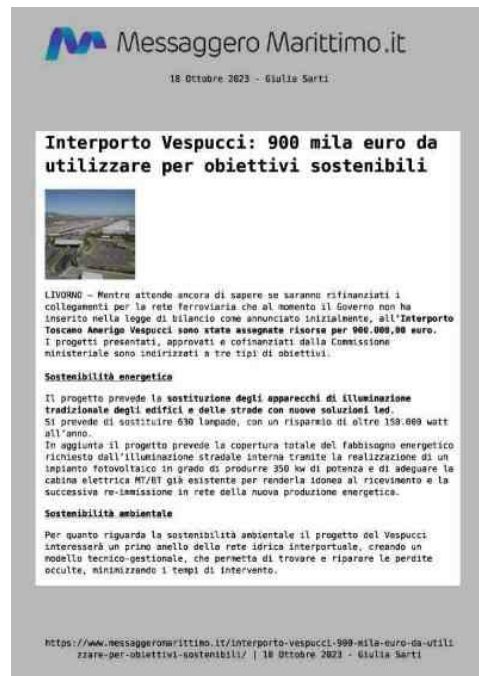 Messaggero Marittimo.it
18 Ottobre 2023 - Giulia Sarti
Interporto Vespucci: 900 mila euro da
utilizzare per obiettivi sostenibili
LIVORNO – Mentre attende ancora di sapere se saranno rifinanziati i
collegamenti per la rete ferroviaria che al momento il Governo non ha
inserito nella legge di bilancio come annunciato inizialmente, all'Interporto
Toscano Amerigo Vespucci sono state assegnate risorse per 900.000,00 euro.
I progetti presentati, approvati e cofinanziati dalla Commissione
ministeriale sono indirizzati a tre tipi di obiettivi.
Sostenibilità energetica
Il progetto prevede la sostituzione degli apparecchi di illuminazione
tradizionale degli edifici e delle strade con nuove soluzioni led.
Si prevede di sostituire 630 lampade, con un risparmio di oltre 150.000 watt
all'anno.
In aggiunta il progetto prevede la copertura totale del fabbisogno energetico
richiesto dall'illuminazione stradale interna tramite la realizzazione di un
impianto fotovoltaico in grado di produrre 350 kw di potenza e di adeguare la
cabina elettrica MT/BT già esistente per renderla idonea al ricevimento e la
successiva re-immissione in rete della nuova produzione energetica.
Sostenibilità ambientale
Per quanto riguarda la sostenibilità ambientale il progetto del Vespucci
interesserà un primo anello della rete idrica interportuale, creando un
modello tecnico-gestionale, che permetta di trovare e riparare le perdite
occulte, minimizzando i tempi di intervento.
https://www.messaggeromarittimo.it/interporto-vespucci-900-mila-euro-da-utili
zzare-per-obiettivi-sostenibili/ | 18 Ottobre 2023 - Giulia Sarti